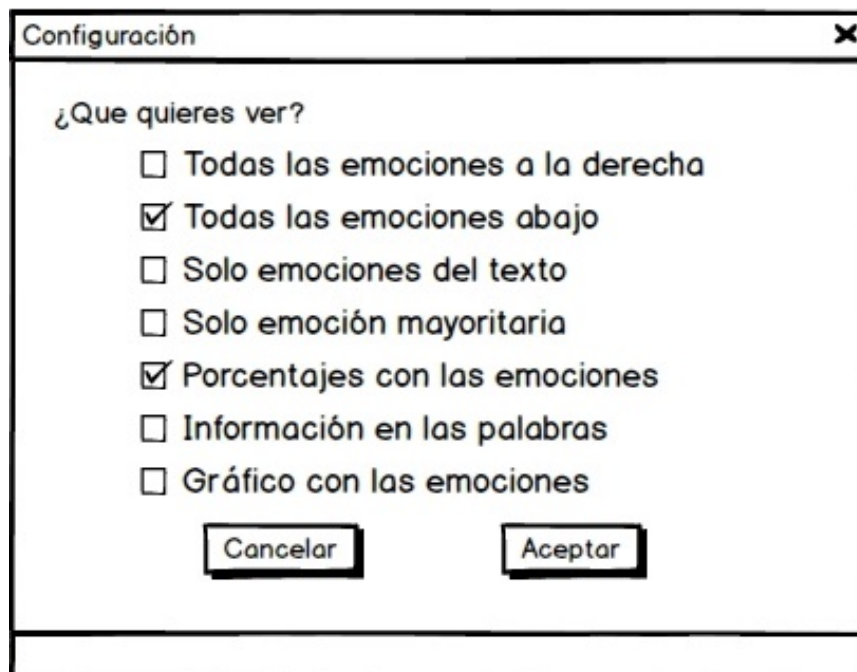 Configuración
¿Que quieres ver?
Todas las emociones a la derecha
Todas las emociones abajo
Solo emociones del texto
Solo emoción mayoritaria
Porcentajes con las emociones
Información en las palabras
Gráfico con las emociones
Cancelar Aceptar